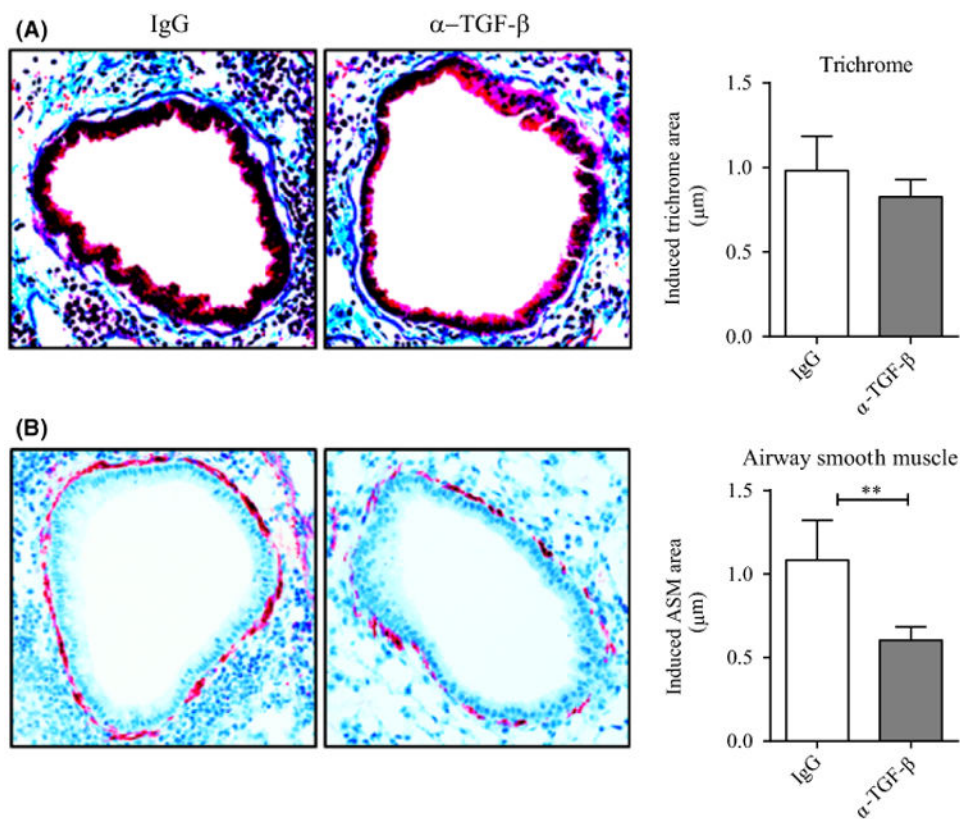 (A)
IgG
α–TGF-β
Trichrome
Induced trichrome area
(μm)
1.5
1.0
0.5
0.0
IgG
α-TGF-β
(B)
Airway smooth muscle
**
Induced ASM area
(μm)
1.5
1.0
0.5
0.0
IgG
α-TGF-β